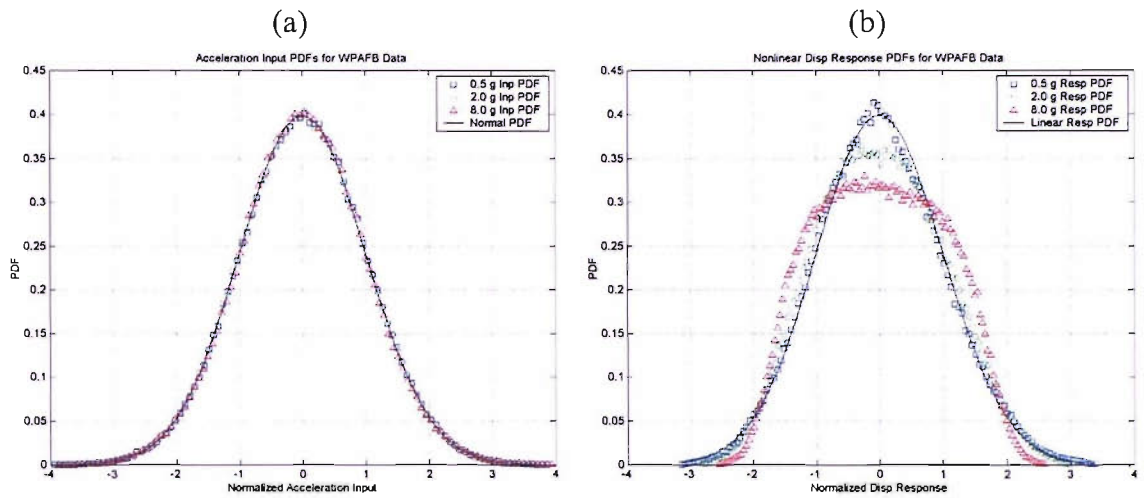 (a)
Acceleration Input PDFs for WPAFB Data
0.45
0.4
0.35
0.3
0.25
0.2
0.15
0.1
0.05
0
PDF
-4
-3
-2
-1
0
1
2
3
4
Normalized Acceleration Input
0.5 g Inp PDF
2.0 g Inp PDF
8.0 g Inp PDF
Normal PDF
(b)
Nonlinear Disp Response PDFs for WPAFB Data
0.45
0.4
0.35
0.3
0.25
0.2
0.15
0.1
0.05
0
PDF
-4
-3
-2
-1
0
1
2
3
4
Normalized Disp Response
0.5 g Resp PDF
2.0 g Resp PDF
8.0 g Resp PDF
Linear Resp PDF